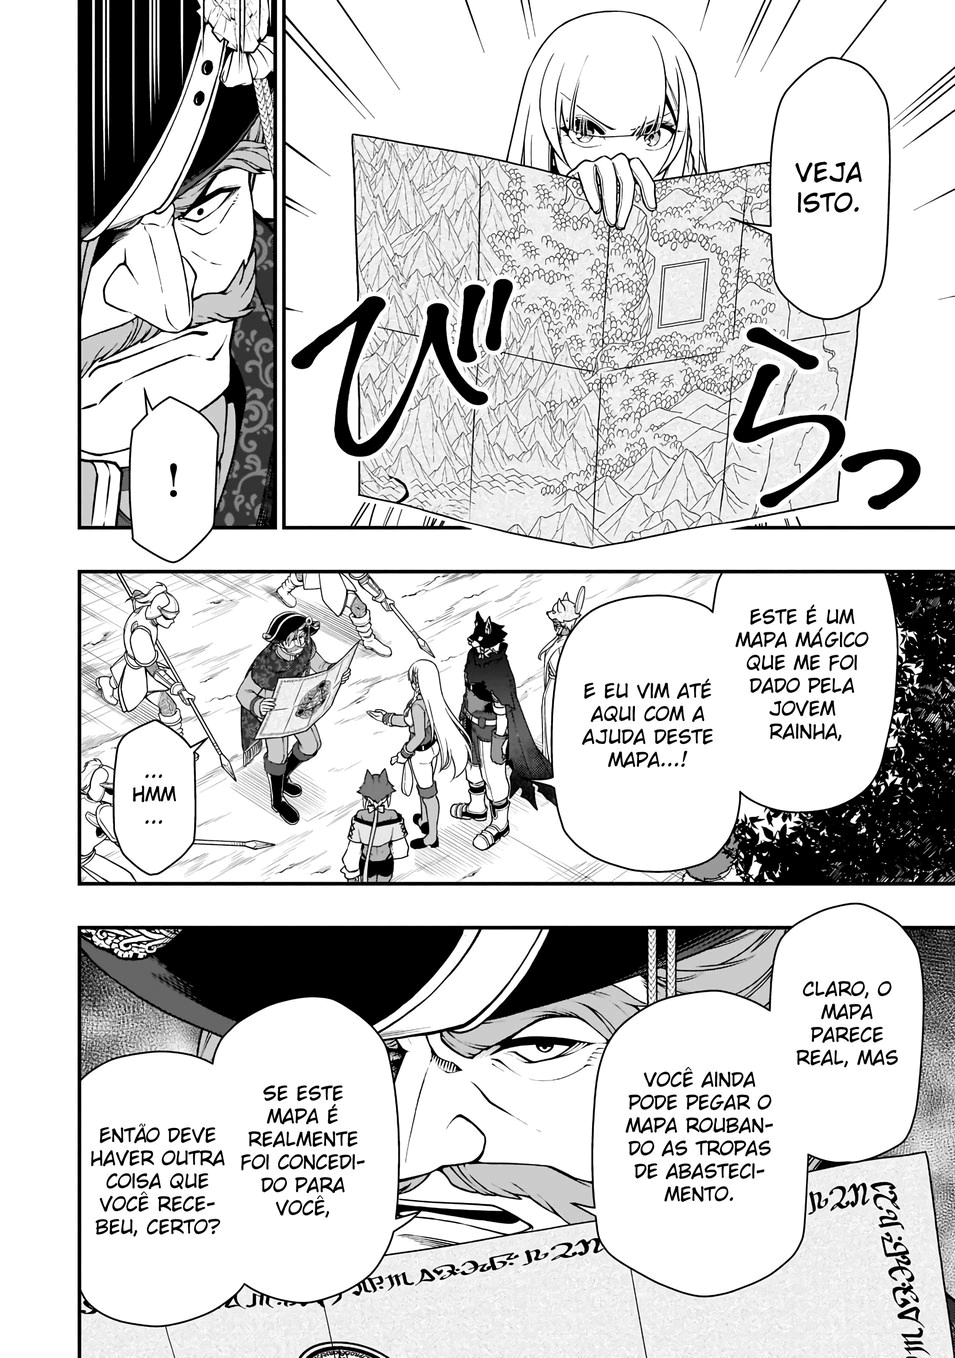 VEJA
ISTO.
びらっ
!
ESTE É UM
MAPA MÁGICO
QUE ME FOI
DADO PELA
JOVEM
RAINHA,
E EU VIM ATÉ
AQUI COM A
AJUDA DESTE
MAPA...!
...
HMM
...
CLARO, O
MAPA
PARECE
REAL, MAS
VOCÊ AINDA
PODE PEGAR O
MAPA ROUBAN-
DO AS TROPAS
DE ABASTECI-
MENTO.
SE ESTE
MAPA É
REALMENTE
FOI CONCEDI-
DO PARA
VOCÊ,
ENTÃO DEVE
HAVER OUTRA
COISA QUE
VOCÊ RECE-
BEU, CERTO?